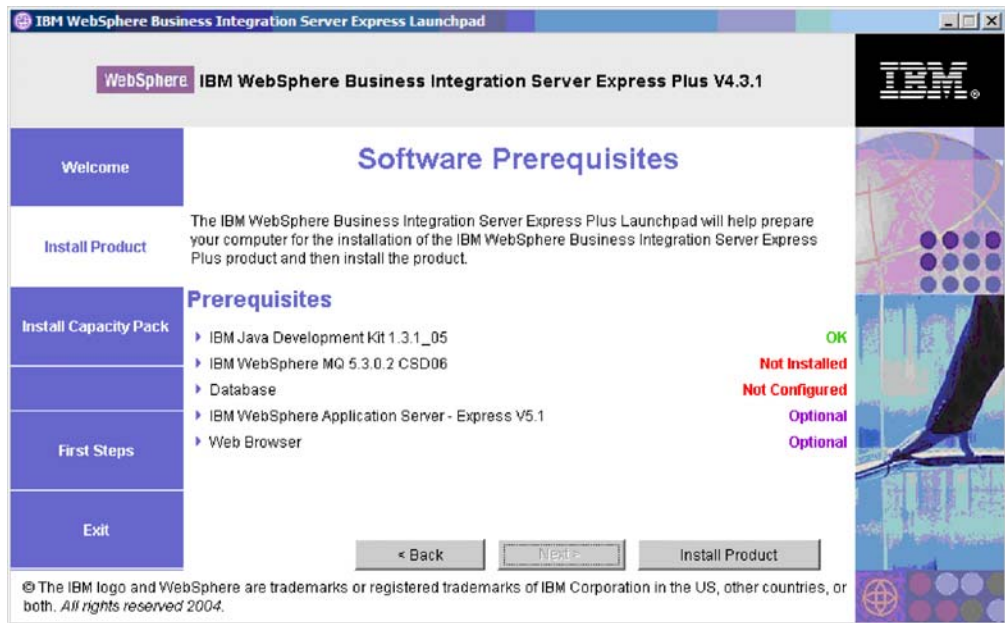 IBM WebSphere Business Integration Server Express Launchpad
WebSphere IBM WebSphere Business Integration Server Express Plus V4.3.1
IBM®
Welcome
Install Product
Install Capacity Pack
First Steps
Exit
Software Prerequisites
The IBM WebSphere Business Integration Server Express Plus Launchpad will help prepare
your computer for the installation of the IBM WebSphere Business Integration Server Express
Plus product and then install the product.
Prerequisites
IBM Java Development Kit 1.3.1_05 OK
IBM WebSphere MQ 5.3.0.2 CSD06 Not Installed
Database Not Configured
IBM WebSphere Application Server - Express V5.1 Optional
Web Browser Optional
< Back Next > Install Product
© The IBM logo and WebSphere are trademarks or registered trademarks of IBM Corporation in the US, other countries, or
both. All rights reserved 2004.